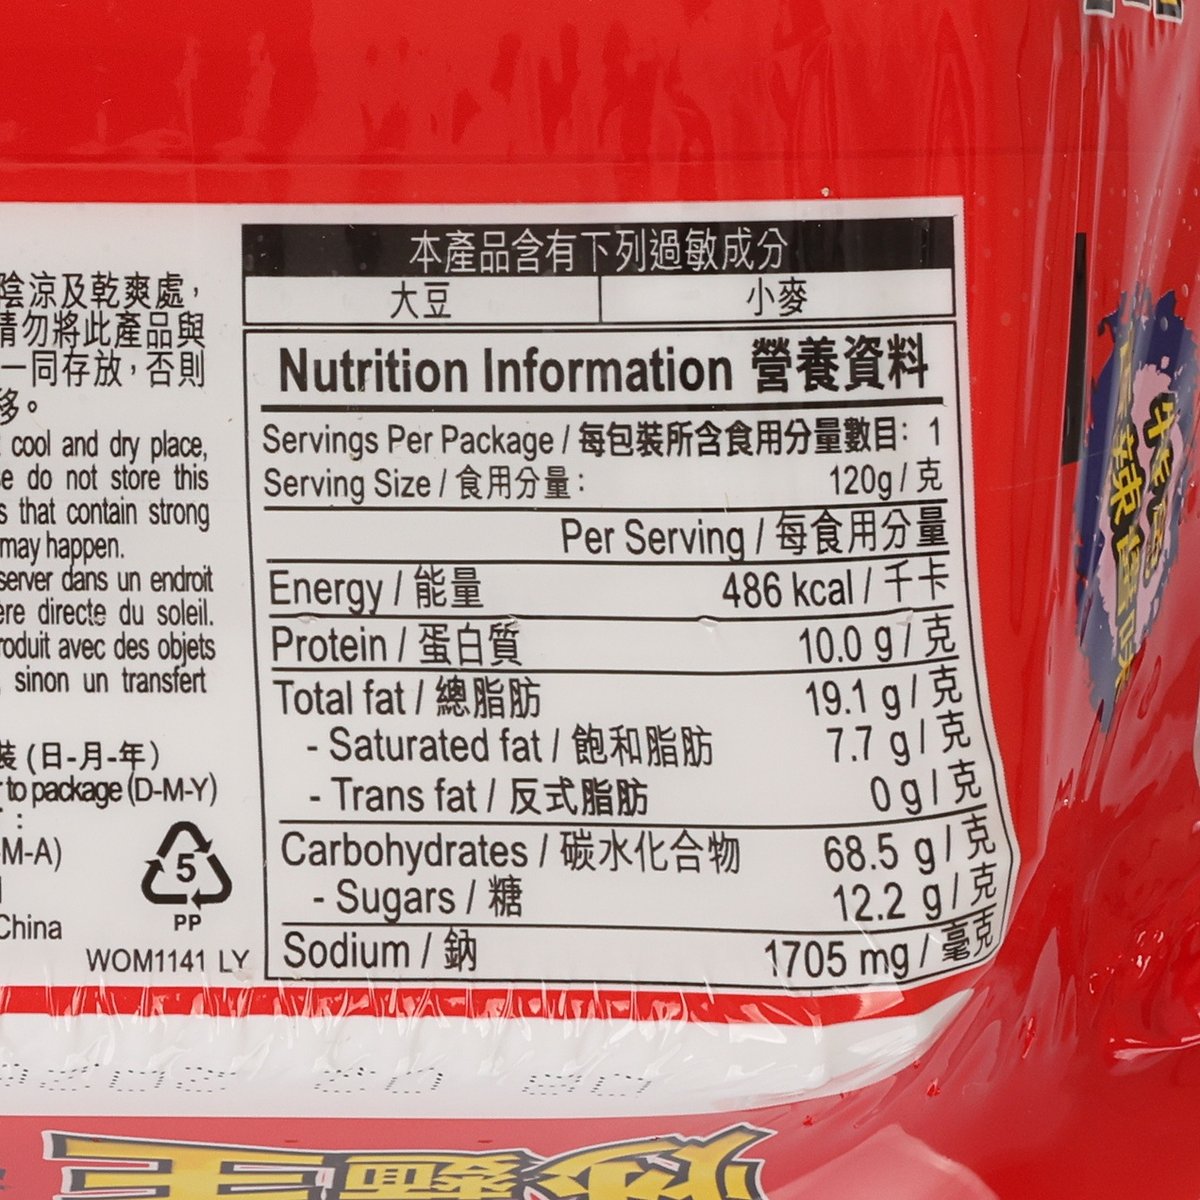 陰涼及乾爽處，
請勿將此產品與
一同存放，否則
移。
cool and dry place,
do not store this
that contain strong
may happen.
server dans un endroit
ère directe du soleil.
roduit avec des objets
, sinon un transfert
裝 (日-月-年)
to package (D-M-Y)
-M-A)
China
5
PP
WOM1141 LY
本產品含有下列過敏成分
大豆 小麥
Nutrition Information 營養資料
Servings Per Package / 每包裝所含食用分量數目: 1
Serving Size / 食用分量: 120g / 克
Per Serving / 每食用分量
Energy / 能量 486 kcal / 千卡
Protein / 蛋白質 10.0 g / 克
Total fat / 總脂肪 19.1 g / 克
- Saturated fat / 飽和脂肪 7.7 g / 克
- Trans fat / 反式脂肪 0 g / 克
Carbohydrates / 碳水化合物 68.5 g / 克
- Sugars / 糖 12.2 g / 克
Sodium / 鈉 1705 mg / 毫克
炒麵王